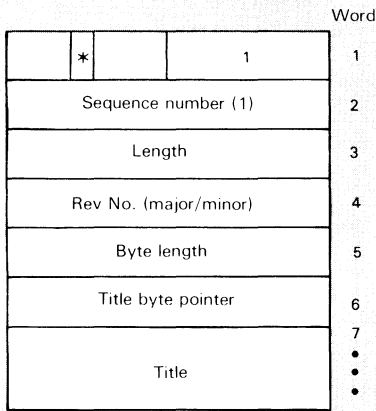 Word
* 1 1
Sequence number (1) 2
Length 3
Rev No. (major/minor) 4
Byte length 5
Title byte pointer 6
7
Title